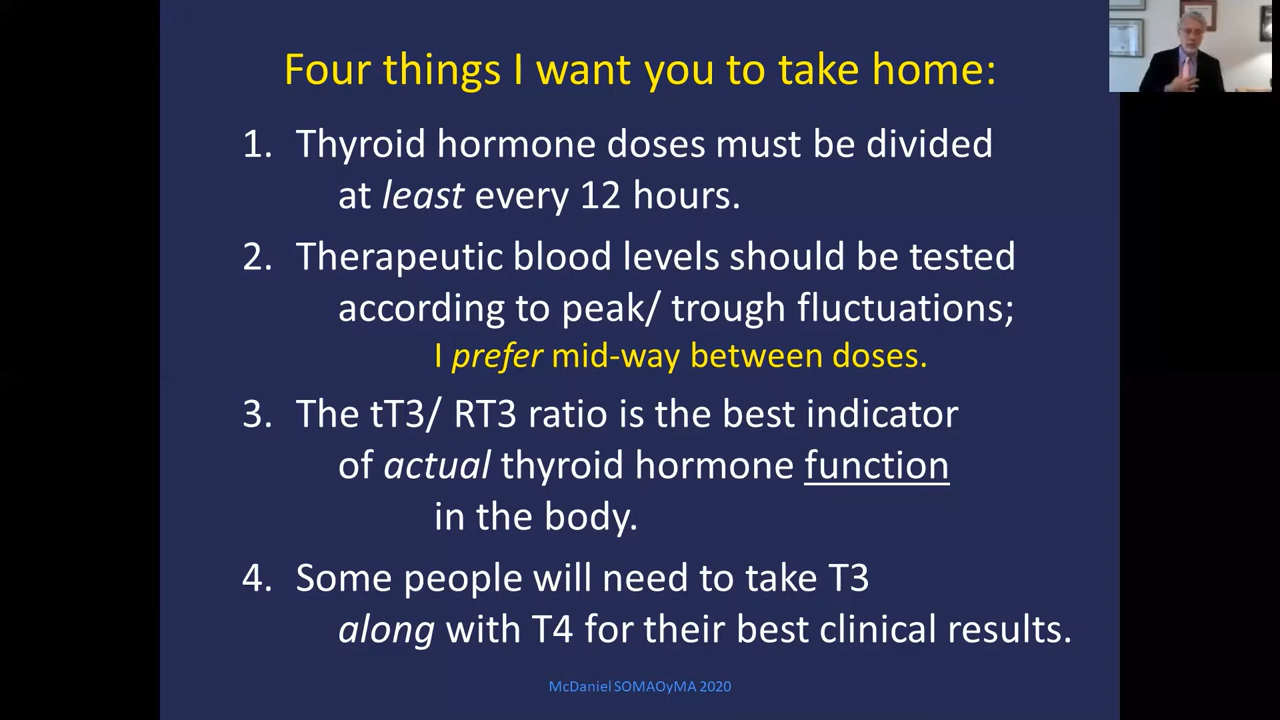 Four things I want you to take home:
1. Thyroid hormone doses must be divided
at least every 12 hours.
2. Therapeutic blood levels should be tested
according to peak/ trough fluctuations;
I prefer mid-way between doses.
3. The tT3/ RT3 ratio is the best indicator
of actual thyroid hormone function
in the body.
4. Some people will need to take T3
along with T4 for their best clinical results.
McDaniel SOMAOyMA 2020